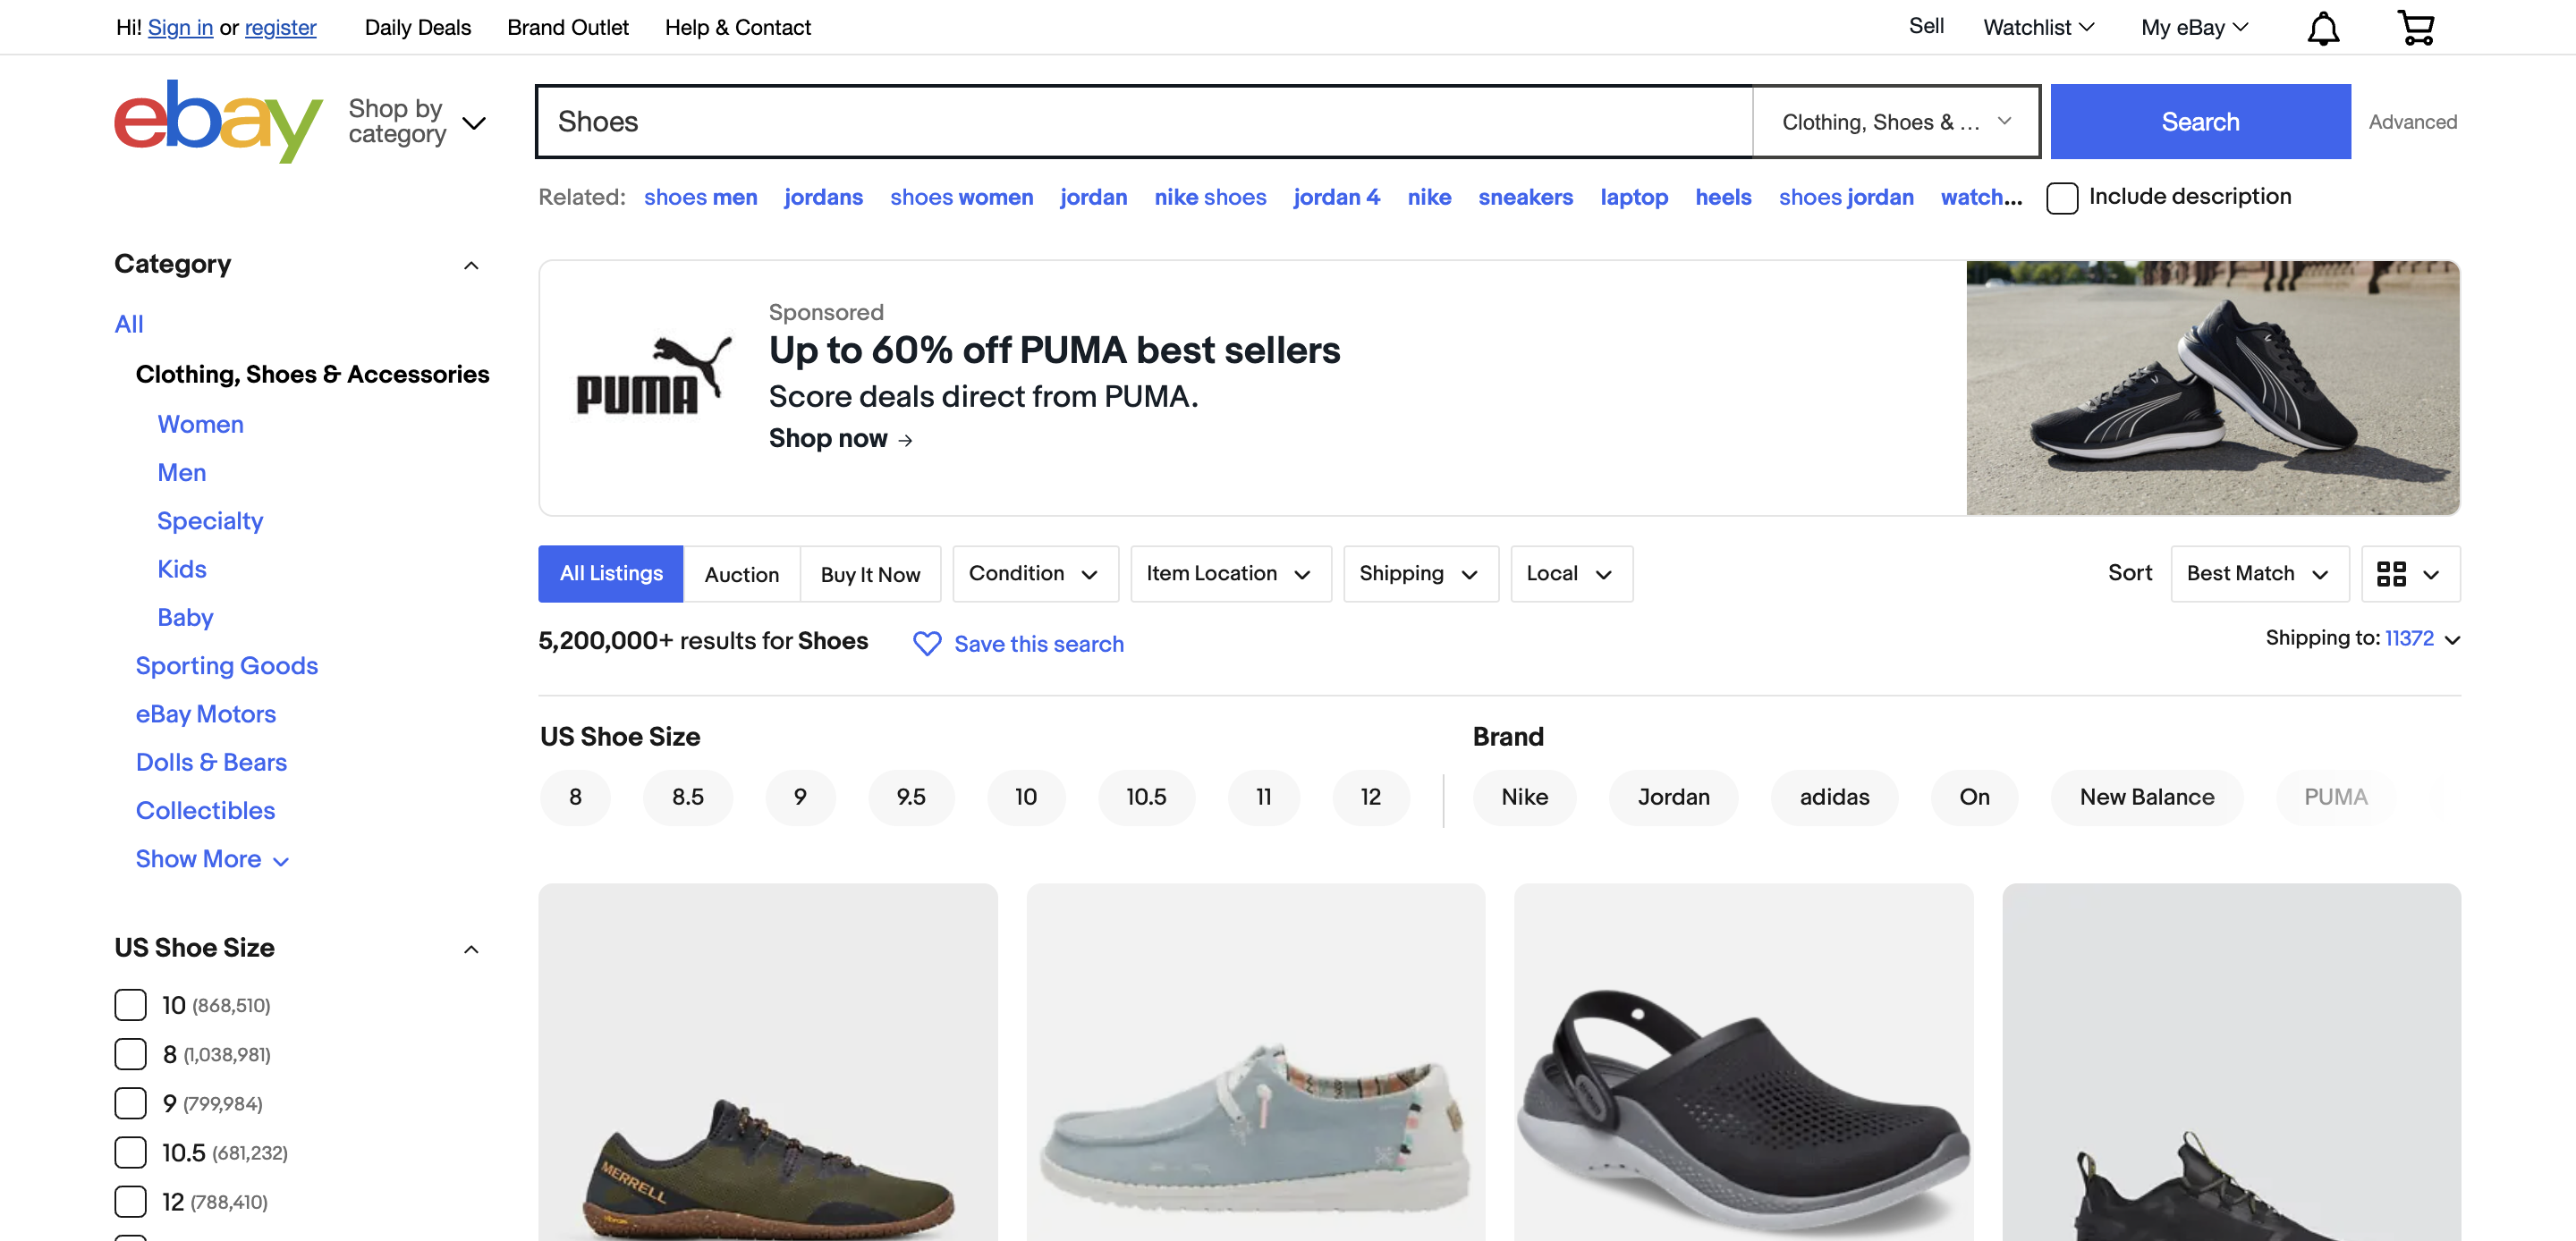 Hi! Sign in or register Daily Deals Brand Outlet Help & Contact Sell Watchlist My eBay
ebay
Shop by
category
Shoes
Clothing, Shoes & ...
Search
Advanced
Related: shoes men jordans shoes women jordan nike shoes jordan 4 nike sneakers laptop heels shoes jordan watch... Include description
Category
All
Clothing, Shoes & Accessories
Women
Men
Specialty
Kids
Baby
Sporting Goods
eBay Motors
Dolls & Bears
Collectibles
Show More
US Shoe Size
10 (868,510)
8 (1,038,981)
9 (799,984)
10.5 (681,232)
12 (788,410)
PUMA
Sponsored
Up to 60% off PUMA best sellers
Score deals direct from PUMA.
Shop now →
All Listings Auction Buy It Now Condition Item Location Shipping Local Sort Best Match
5,200,000+ results for Shoes Save this search Shipping to: 11372
US Shoe Size Brand
8 8.5 9 9.5 10 10.5 11 12 Nike Jordan adidas On New Balance PUMA
MERRELL
vibram